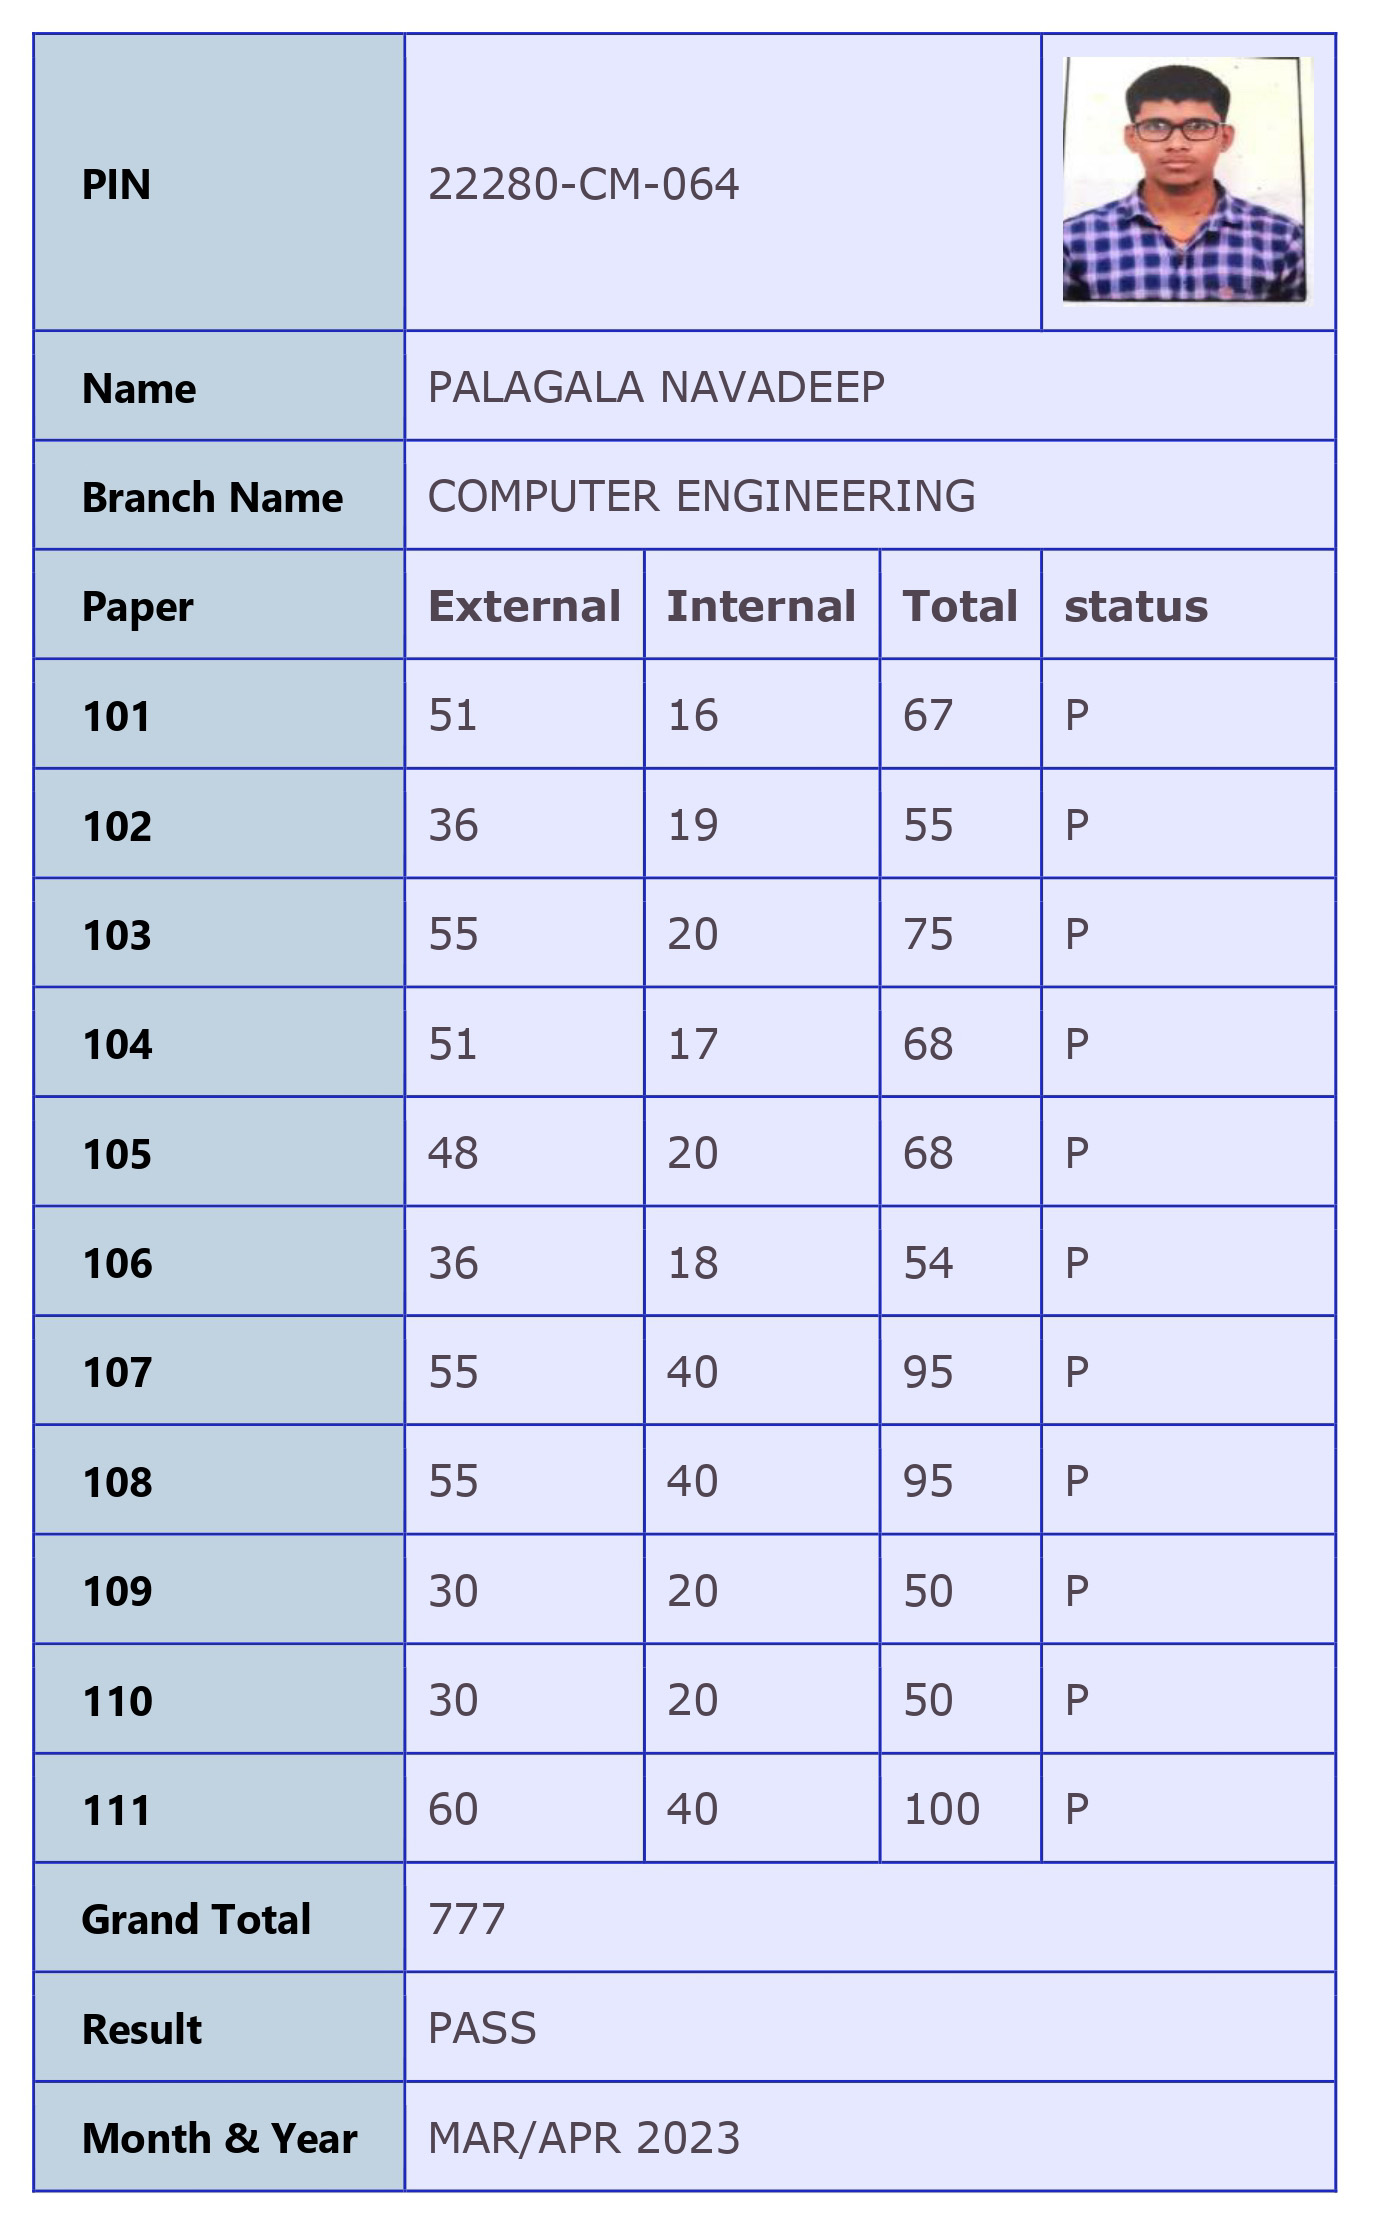 PIN 22280-CM-064
Name PALAGALA NAVADEEP
Branch Name COMPUTER ENGINEERING
Paper External Internal Total status
101 51 16 67 P
102 36 19 55 P
103 55 20 75 P
104 51 17 68 P
105 48 20 68 P
106 36 18 54 P
107 55 40 95 P
108 55 40 95 P
109 30 20 50 P
110 30 20 50 P
111 60 40 100 P
Grand Total 777
Result PASS
Month & Year MAR/APR 2023